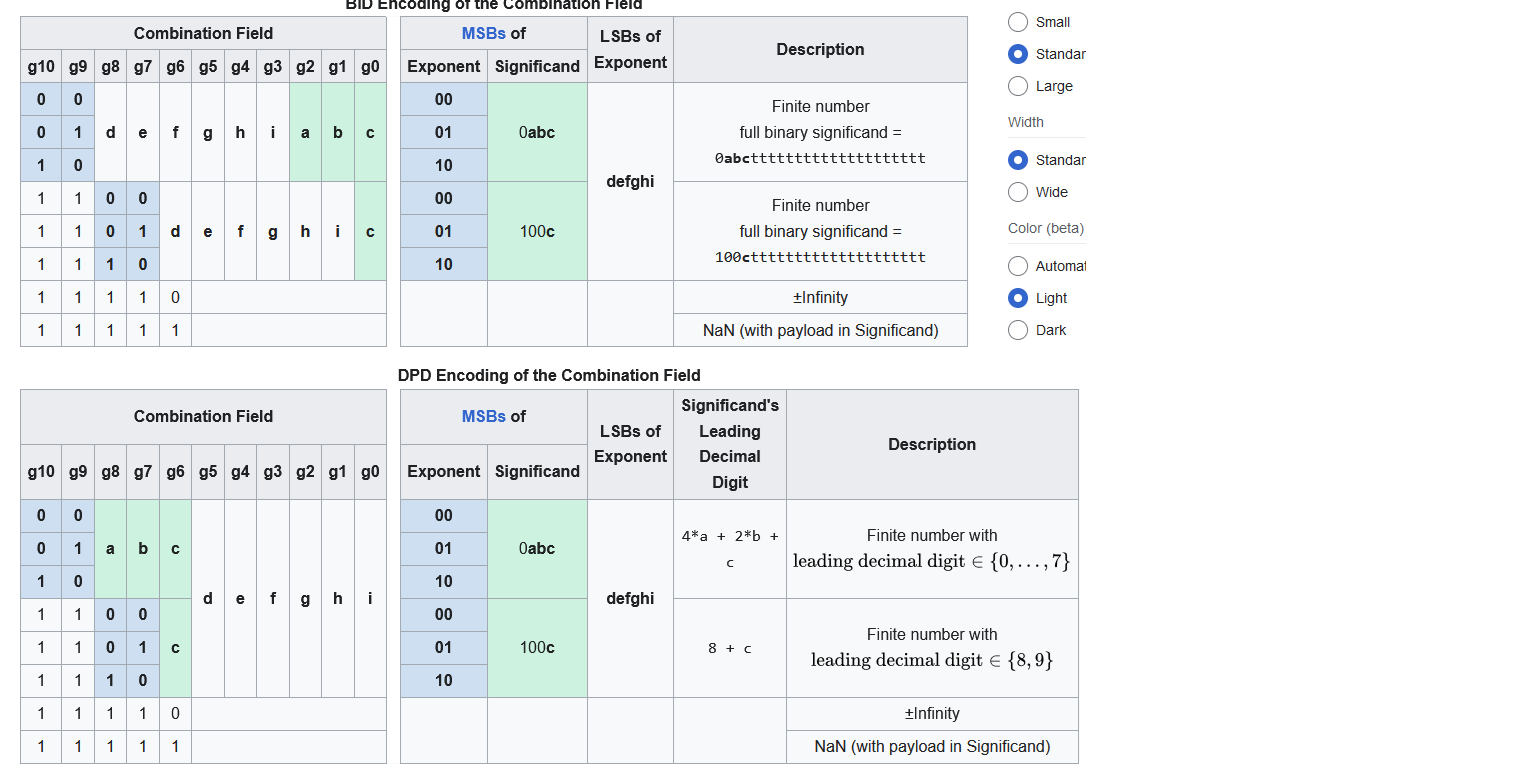 BID Encoding of the Combination Field
Combination Field MSBs of LSBs of Exponent Description
g10 g9 g8 g7 g6 g5 g4 g3 g2 g1 g0 Exponent Significand
0 0 d e f g h i a b c 00 0abc defghi Finite number
full binary significand =
0abctttttttttttttttttttt
0 1 01
1 0 10
1 1 0 0 d e f g h i c 00 100c Finite number
full binary significand =
100ctttttttttttttttttttt
1 1 0 1 01
1 1 1 0 10
1 1 1 1 0 ±Infinity
1 1 1 1 1 NaN (with payload in Significand)
DPD Encoding of the Combination Field
Combination Field MSBs of LSBs of Exponent Significand's Leading Decimal Digit Description
g10 g9 g8 g7 g6 g5 g4 g3 g2 g1 g0 Exponent Significand
0 0 a b c d e f g h i 00 0abc defghi 4*a + 2*b + c Finite number with
leading decimal digit ∈ {0, . . . , 7}
0 1 01
1 0 10
1 1 0 0 c 00 100c 8 + c Finite number with
leading decimal digit ∈ {8, 9}
1 1 0 1 01
1 1 1 0 10
1 1 1 1 0 ±Infinity
1 1 1 1 1 NaN (with payload in Significand)
Small
Standar
Large
Width
Standar
Wide
Color (beta)
Automat
Light
Dark